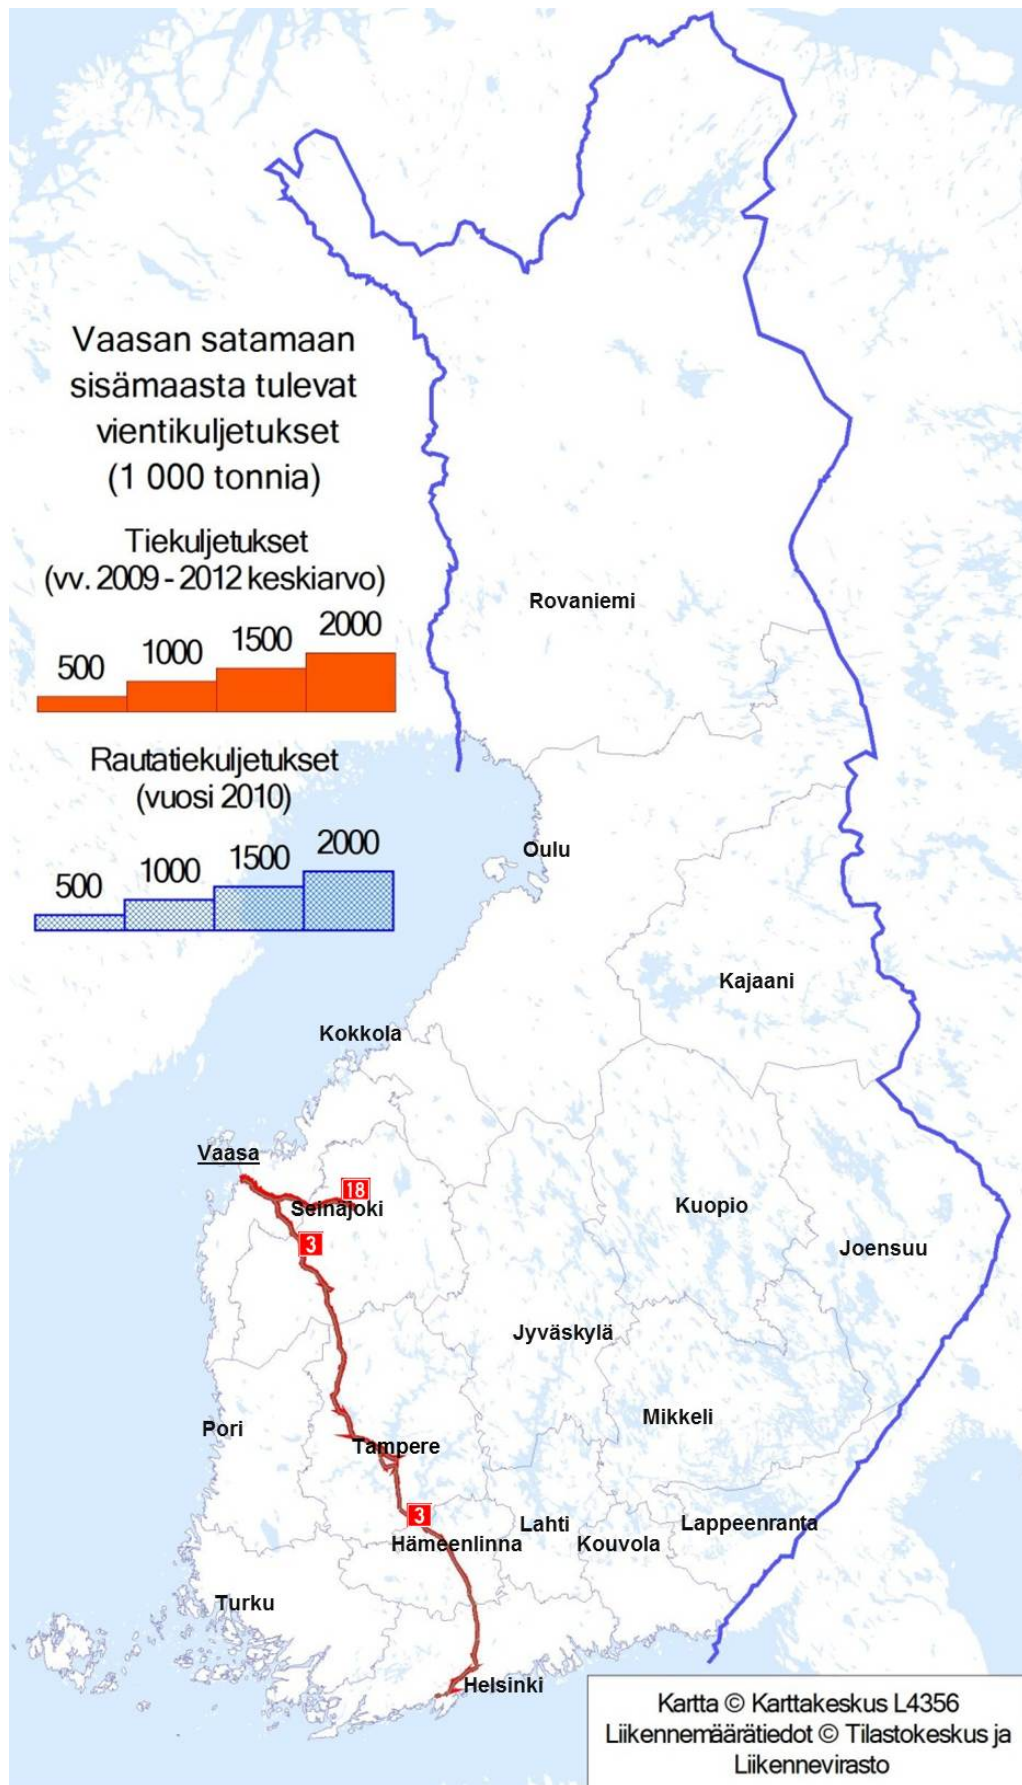 Vaasan satamaan
sisämaasta tulevat
vientikuljetukset
(1 000 tonnia)
Tiekuljetukset
(vv. 2009 - 2012 keskiarvo)
500 1000 1500 2000
Rautatiekuljetukset
(vuosi 2010)
500 1000 1500 2000
Rovaniemi
Oulu
Kajaani
Kokkola
Vaasa
18
Seinäjoki
Kuopio
3
Joensuu
Jyväskylä
Mikkeli
Pori
Tampere
3
Lahti
Lappeenranta
Hämeenlinna
Kouvola
Turku
Helsinki
Kartta © Karttakeskus L4356
Liikennemäärätiedot © Tilastokeskus ja
Liikennevirasto